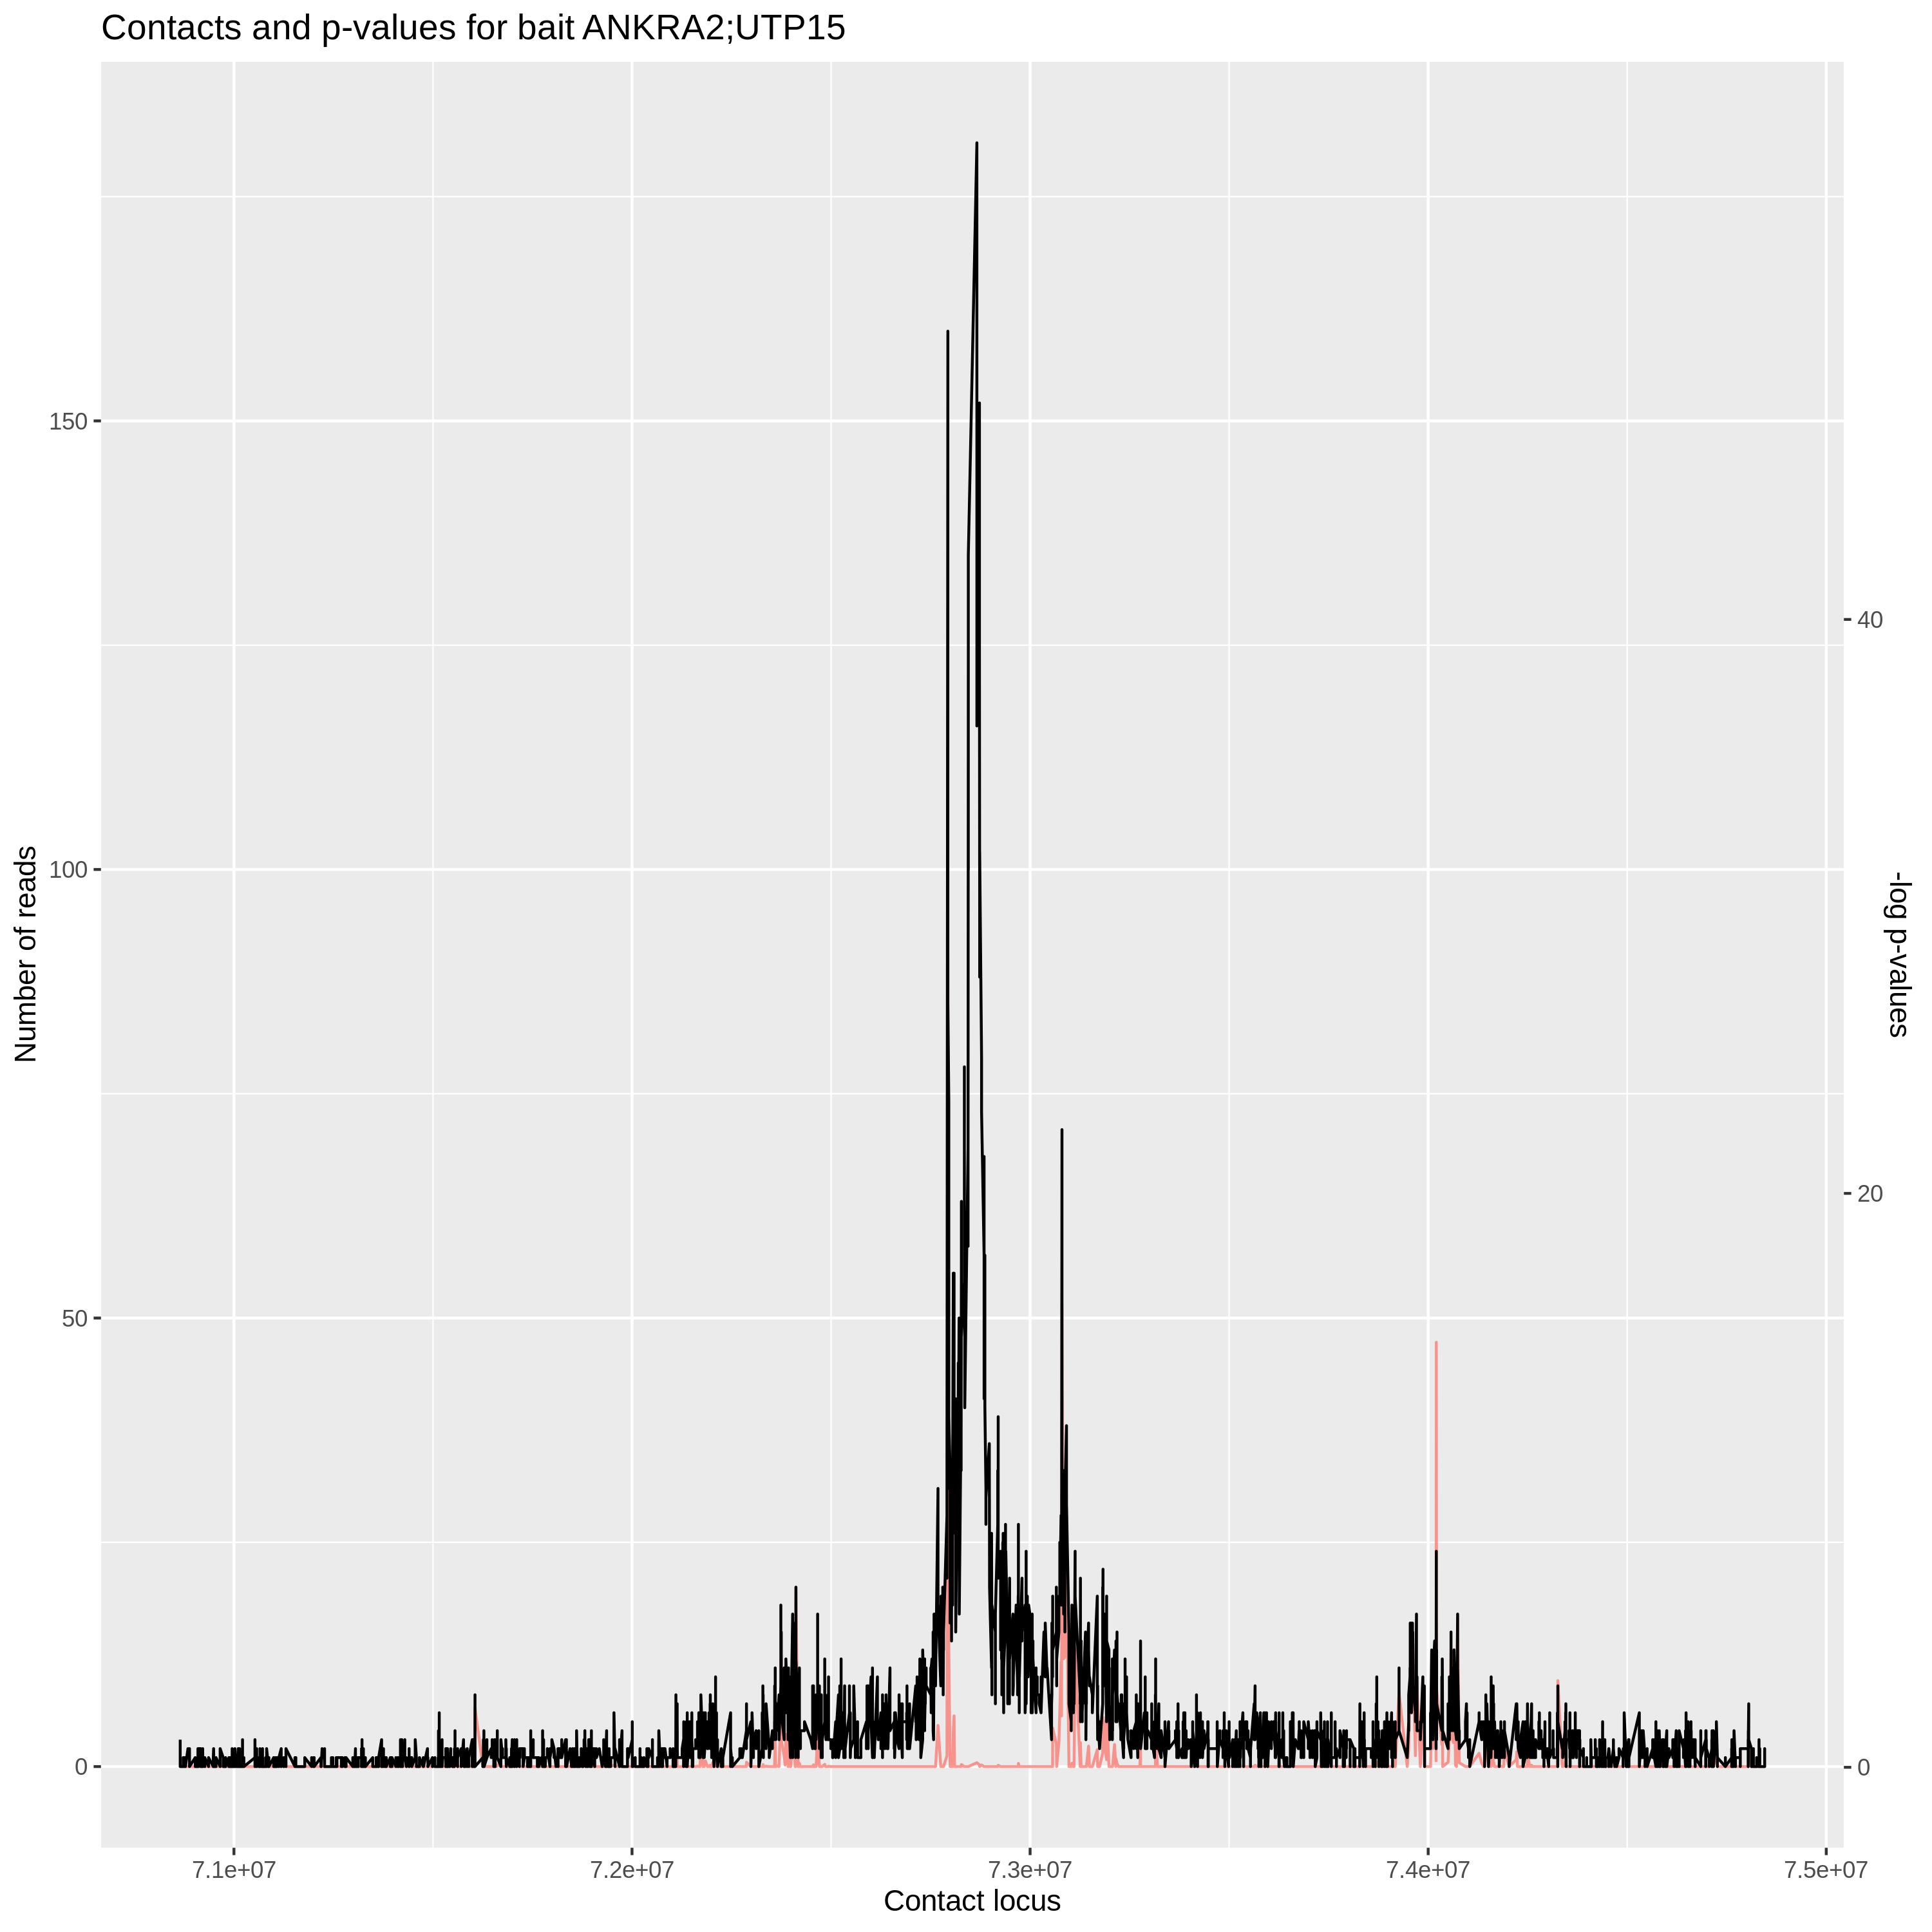 Contacts and p-values for bait ANKRA2;UTP15
150
100
50
0
Number of reads
40
20
0
-log p-values
7.1e+07
7.2e+07
7.3e+07
7.4e+07
7.5e+07
Contact locus